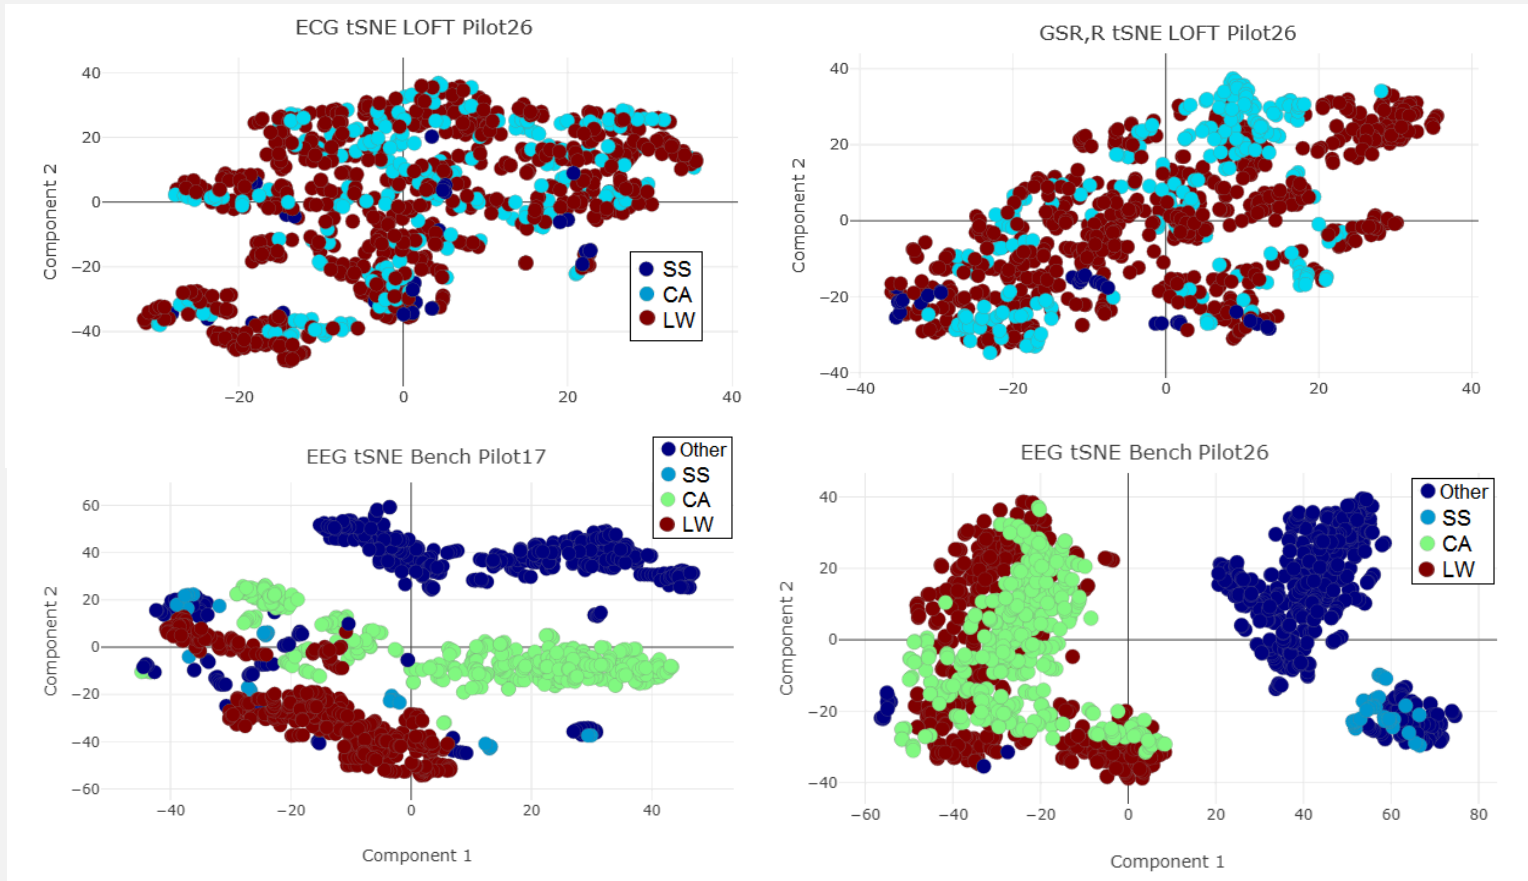 ECG tSNE LOFT Pilot26
Component 2
40
20
0
−20
−40
−20
0
20
40
SS
CA
LW
GSR,R tSNE LOFT Pilot26
Component 2
40
20
0
−20
−40
−40
−20
0
20
40
EEG tSNE Bench Pilot17
Component 2
60
40
20
0
−20
−40
−60
−40
−20
0
20
40
Component 1
Other
SS
CA
LW
EEG tSNE Bench Pilot26
Component 2
40
20
0
−20
−40
−60
−40
−20
0
20
40
60
80
Component 1
Other
SS
CA
LW